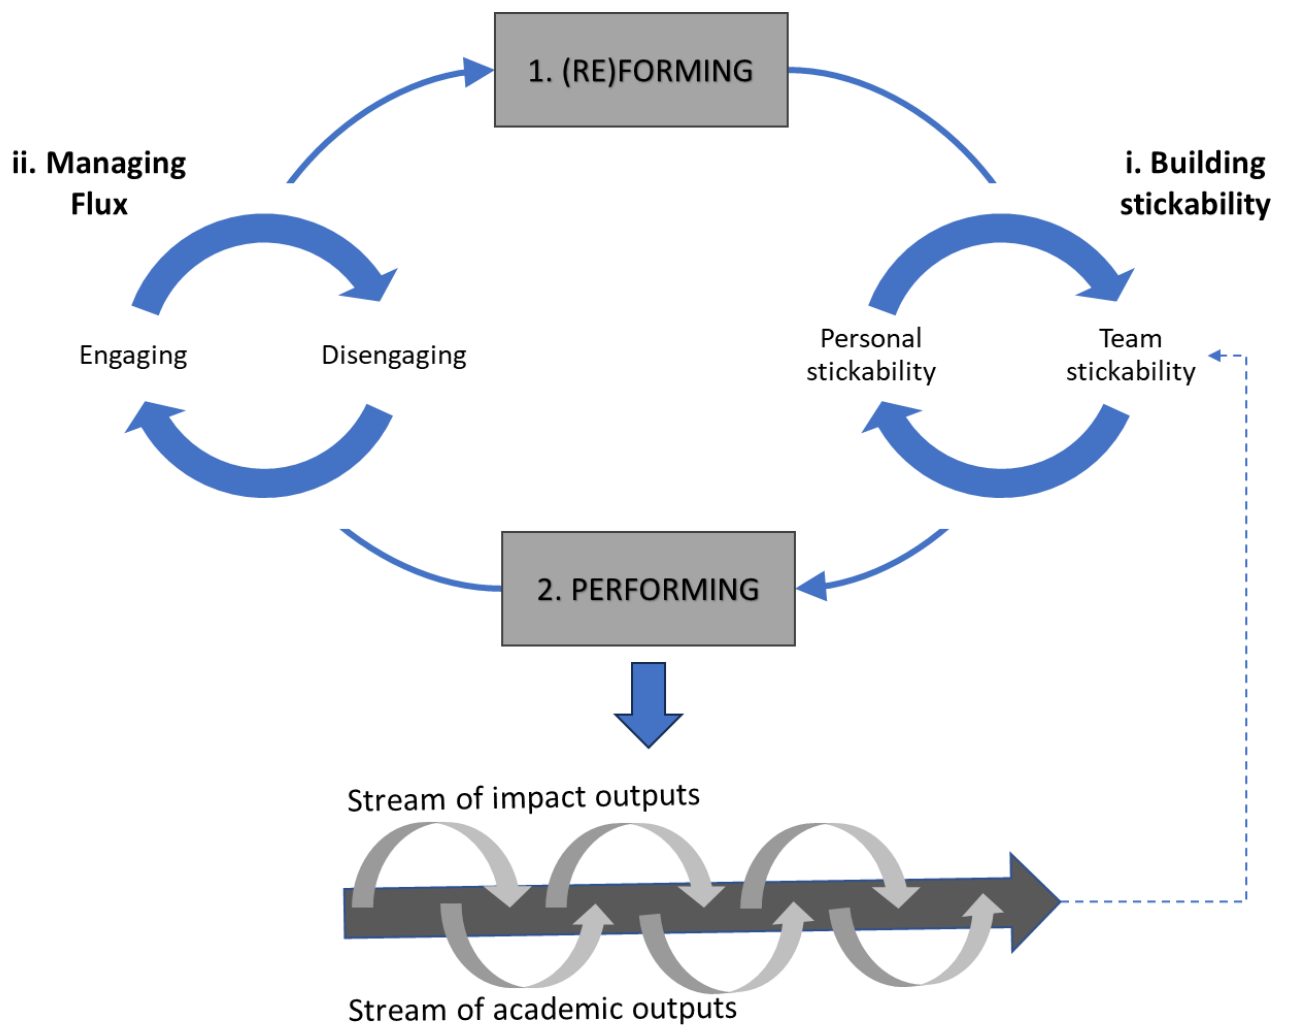 1. (RE)FORMING
ii. Managing
Flux
i. Building
stickability
Engaging
Disengaging
Personal
stickability
Team
stickability
2. PERFORMING
Stream of impact outputs
Stream of academic outputs